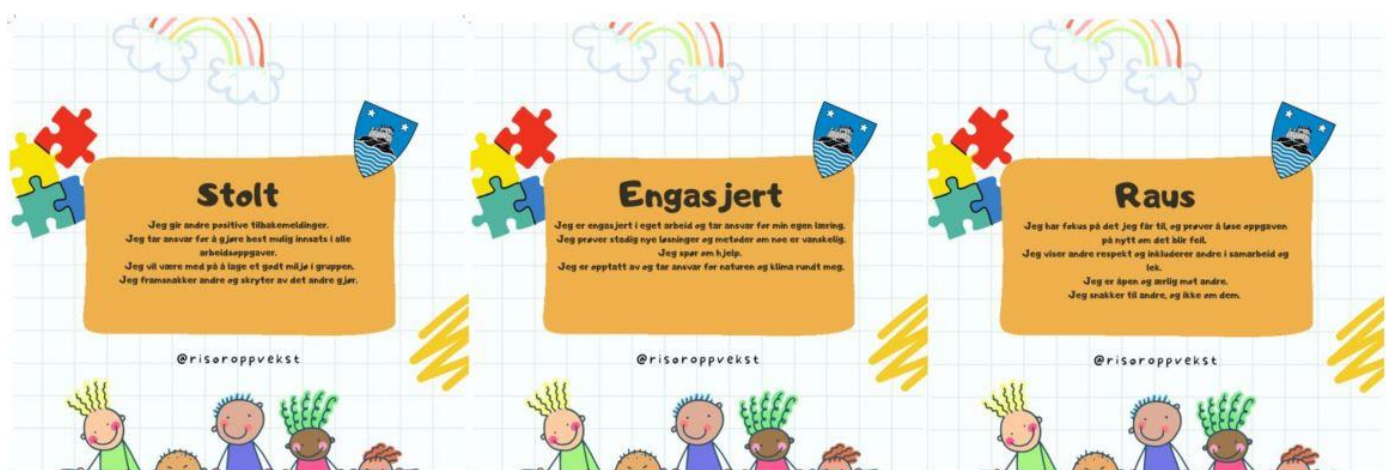 Stolt
Jeg gir andre positive tilbakemeldinger.
Jeg tar ansvar for å gjøre best mulig innsats i alle
arbeidsoppgaver.
Jeg vil være med på å lage et godt miljø i gruppen.
Jeg framsnakker andre og skryter av det andre gjør.
@risøroppvekst
Engasjert
Jeg er engasjert i eget arbeid og tar ansvar for min egen læring.
Jeg prøver stadig nye løsninger og metoder om noe er vanskelig.
Jeg spør om hjelp.
Jeg er opptatt av og tar ansvar for naturen og klima rundt meg.
@risøroppvekst
Raus
Jeg har fokus på det jeg får til, og prøver å løse oppgaven
på nytt om det blir feil.
Jeg viser andre respekt og inkluderer andre i samarbeid og
lek.
Jeg er åpen og ærlig mot andre.
Jeg snakker til andre, og ikke om dem.
@risøroppvekst